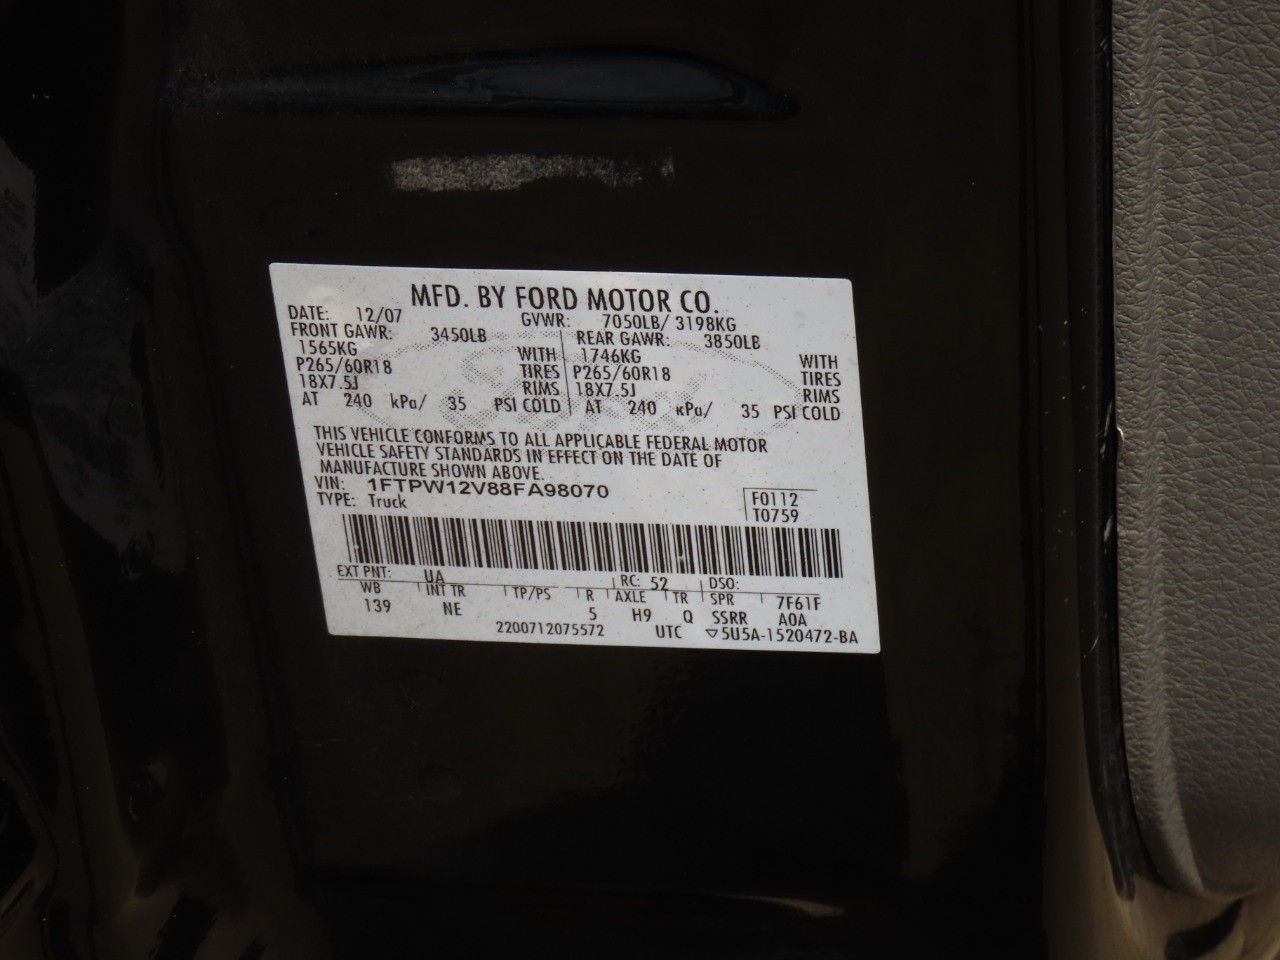 MFD. BY FORD MOTOR CO.
DATE: 12/07 GVWR: 7050LB/ 3198KG
FRONT GAWR: 3450LB REAR GAWR: 3850LB
1565KG WITH 1746KG WITH
P265/60R18 TIRES P265/60R18 TIRES
18X7.5J RIMS 18X7.5J RIMS
AT 240 kPa/ 35 PSI COLD AT 240 kPa/ 35 PSI COLD
THIS VEHICLE CONFORMS TO ALL APPLICABLE FEDERAL MOTOR
VEHICLE SAFETY STANDARDS IN EFFECT ON THE DATE OF
MANUFACTURE SHOWN ABOVE.
VIN: 1FTPW12V88FA98070
TYPE: Truck
F0112
T0759
EXT PNT: UA RC: 52 DSO:
WB INT TR TP/PS R AXLE TR SPR 7F61F
139 NE 5 H9 Q SSRR A0A
2200712075572 UTC ▽5U5A-1520472-BA